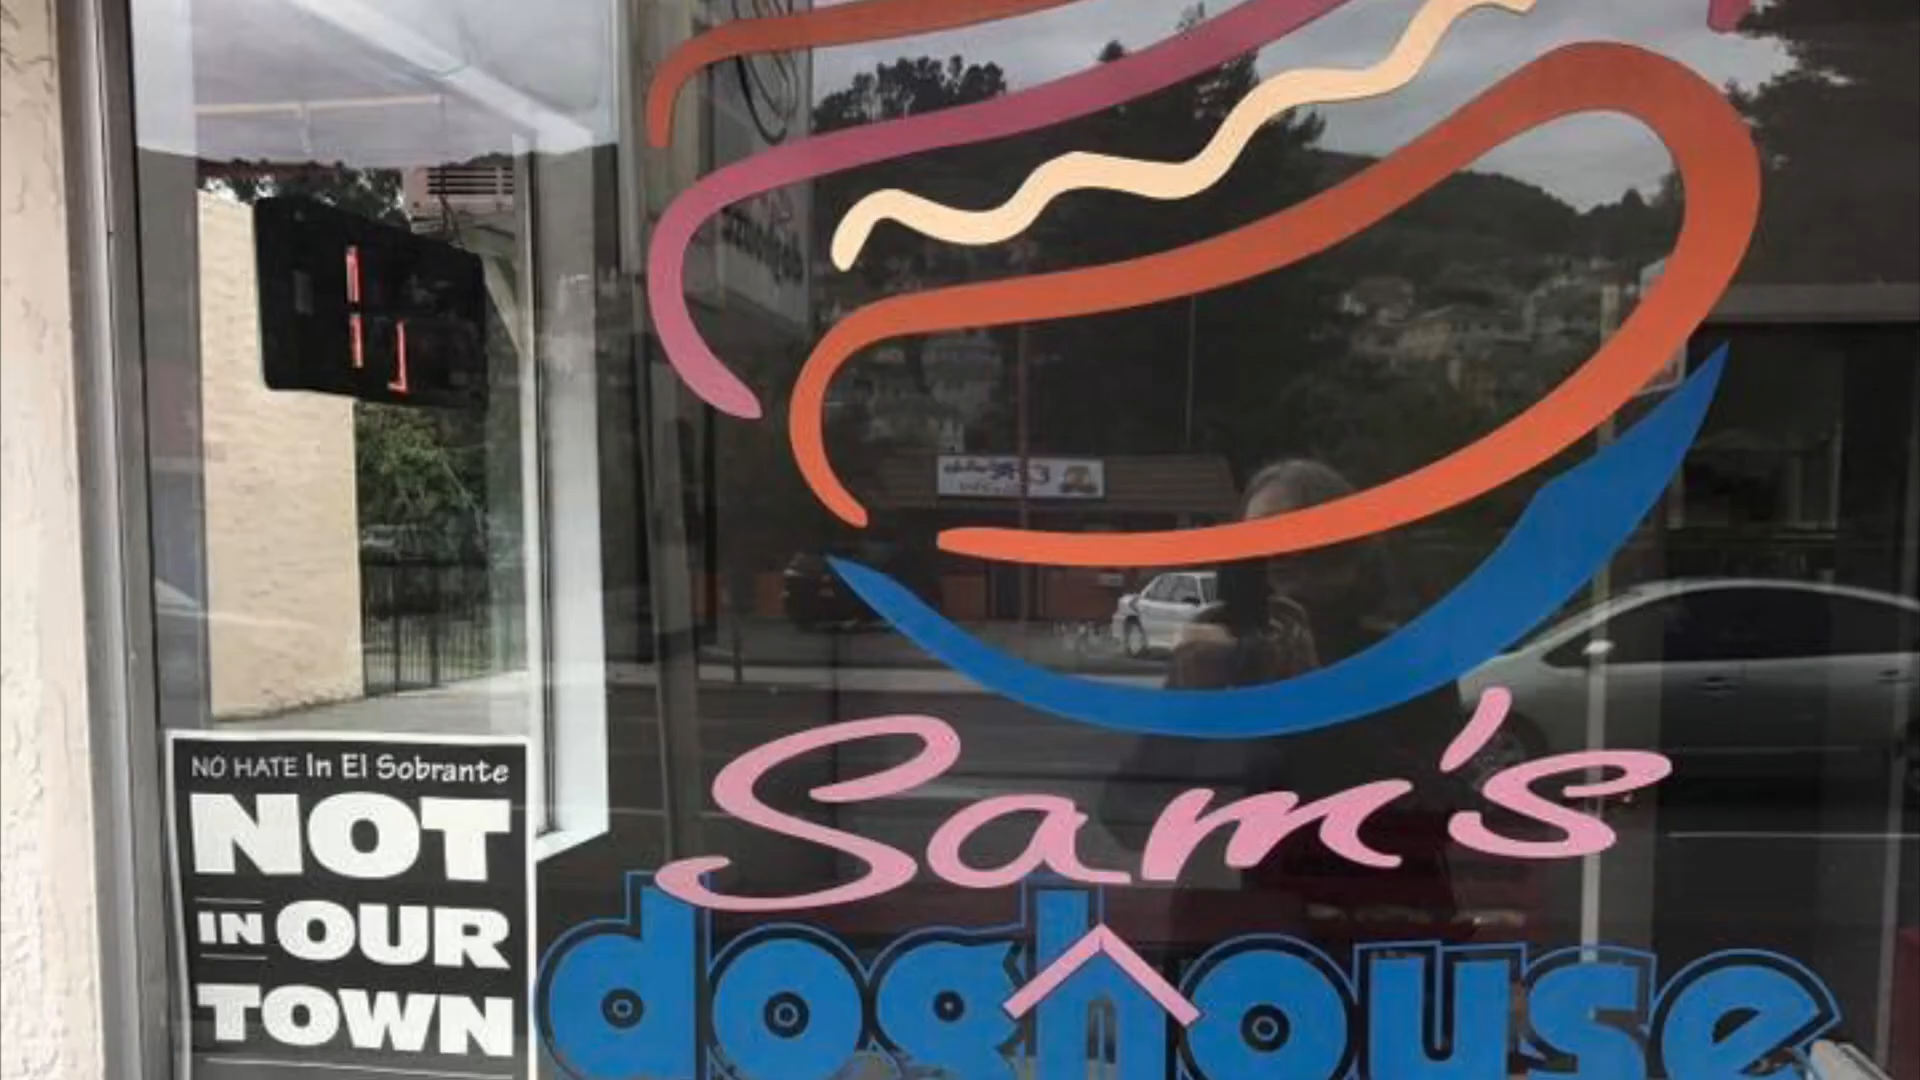 NO HATE In El Sobrante
NOT
IN OUR
TOWN
Sam's
doghouse